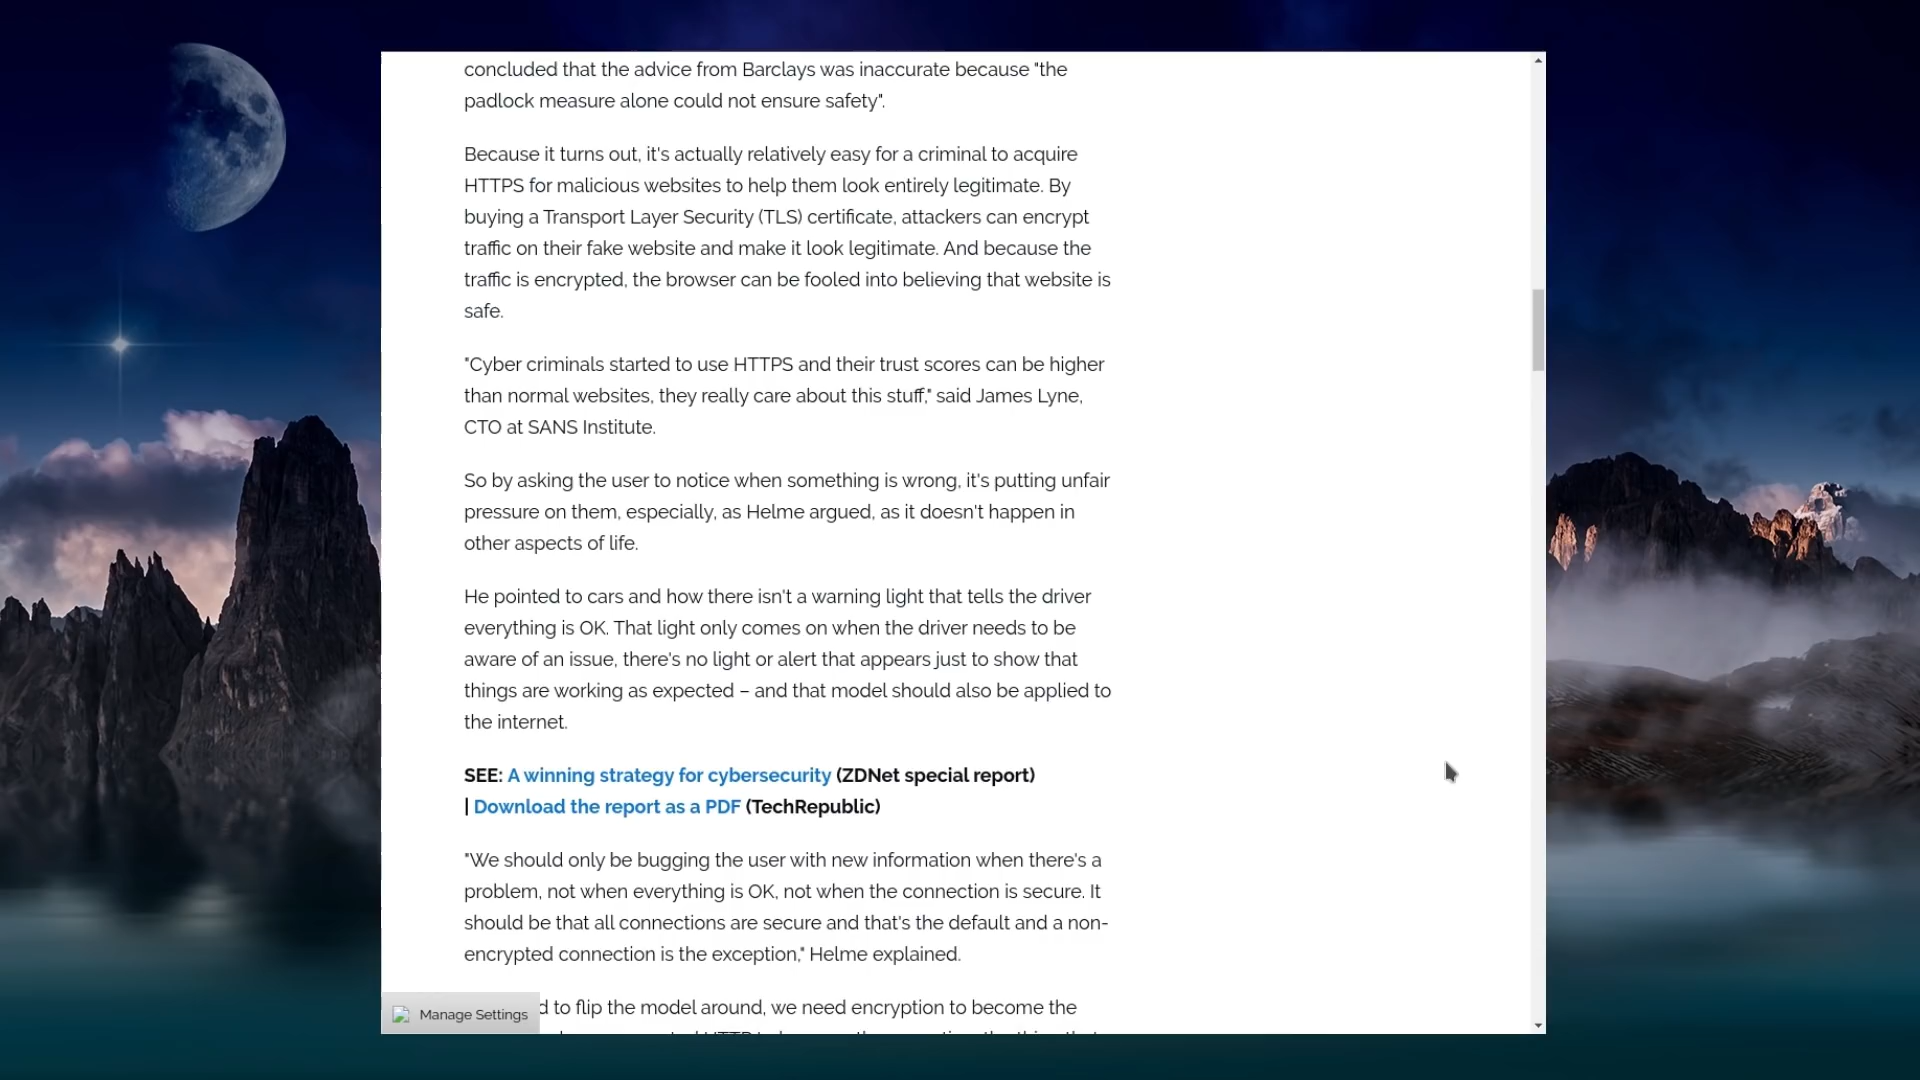 concluded that the advice from Barclays was inaccurate because "the
padlock measure alone could not ensure safety".
Because it turns out, it's actually relatively easy for a criminal to acquire
HTTPS for malicious websites to help them look entirely legitimate. By
buying a Transport Layer Security (TLS) certificate, attackers can encrypt
traffic on their fake website and make it look legitimate. And because the
traffic is encrypted, the browser can be fooled into believing that website is
safe.
"Cyber criminals started to use HTTPS and their trust scores can be higher
than normal websites, they really care about this stuff," said James Lyne,
CTO at SANS Institute.
So by asking the user to notice when something is wrong, it's putting unfair
pressure on them, especially, as Helme argued, as it doesn't happen in
other aspects of life.
He pointed to cars and how there isn't a warning light that tells the driver
everything is OK. That light only comes on when the driver needs to be
aware of an issue, there's no light or alert that appears just to show that
things are working as expected – and that model should also be applied to
the internet.
SEE: A winning strategy for cybersecurity (ZDNet special report)
| Download the report as a PDF (TechRepublic)
"We should only be bugging the user with new information when there's a
problem, not when everything is OK, not when the connection is secure. It
should be that all connections are secure and that's the default and a non-
encrypted connection is the exception," Helme explained.
d to flip the model around, we need encryption to become the
Manage Settings